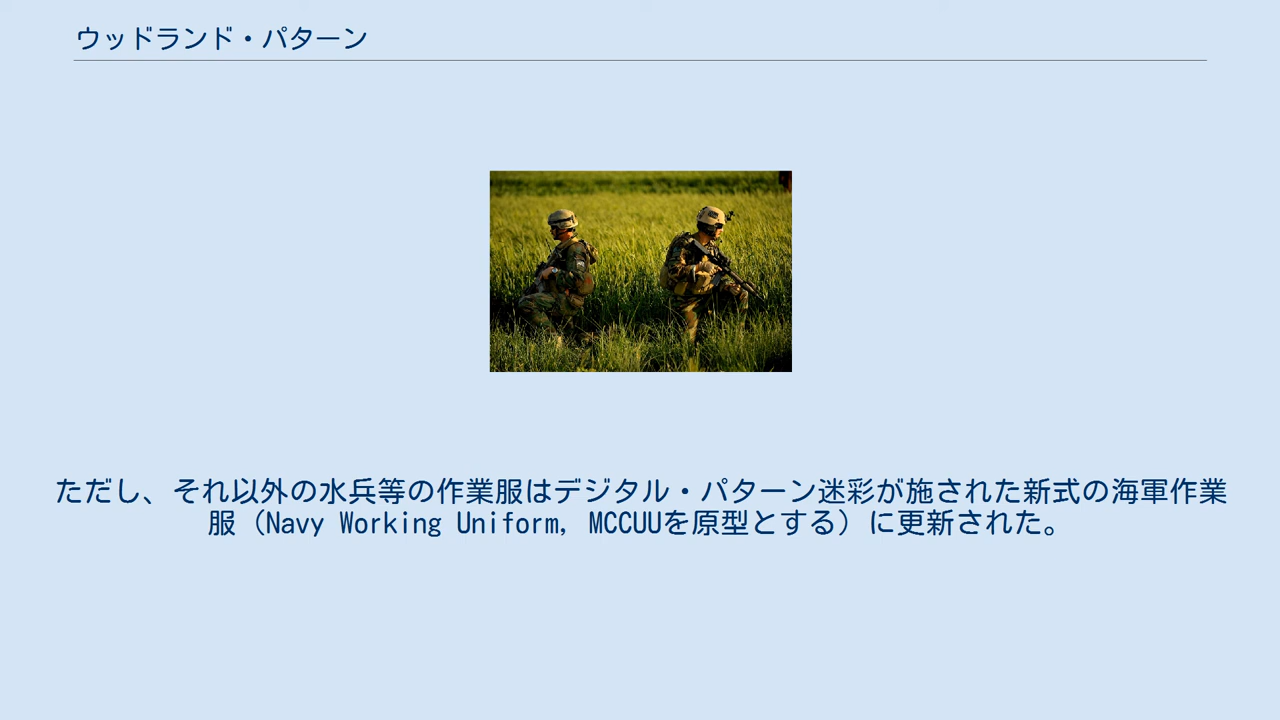 ウッドランド・パターン
ただし、それ以外の水兵等の作業服はデジタル・パターン迷彩が施された新式の海軍作業
服（Navy Working Uniform, MCCUUを原型とする）に更新された。